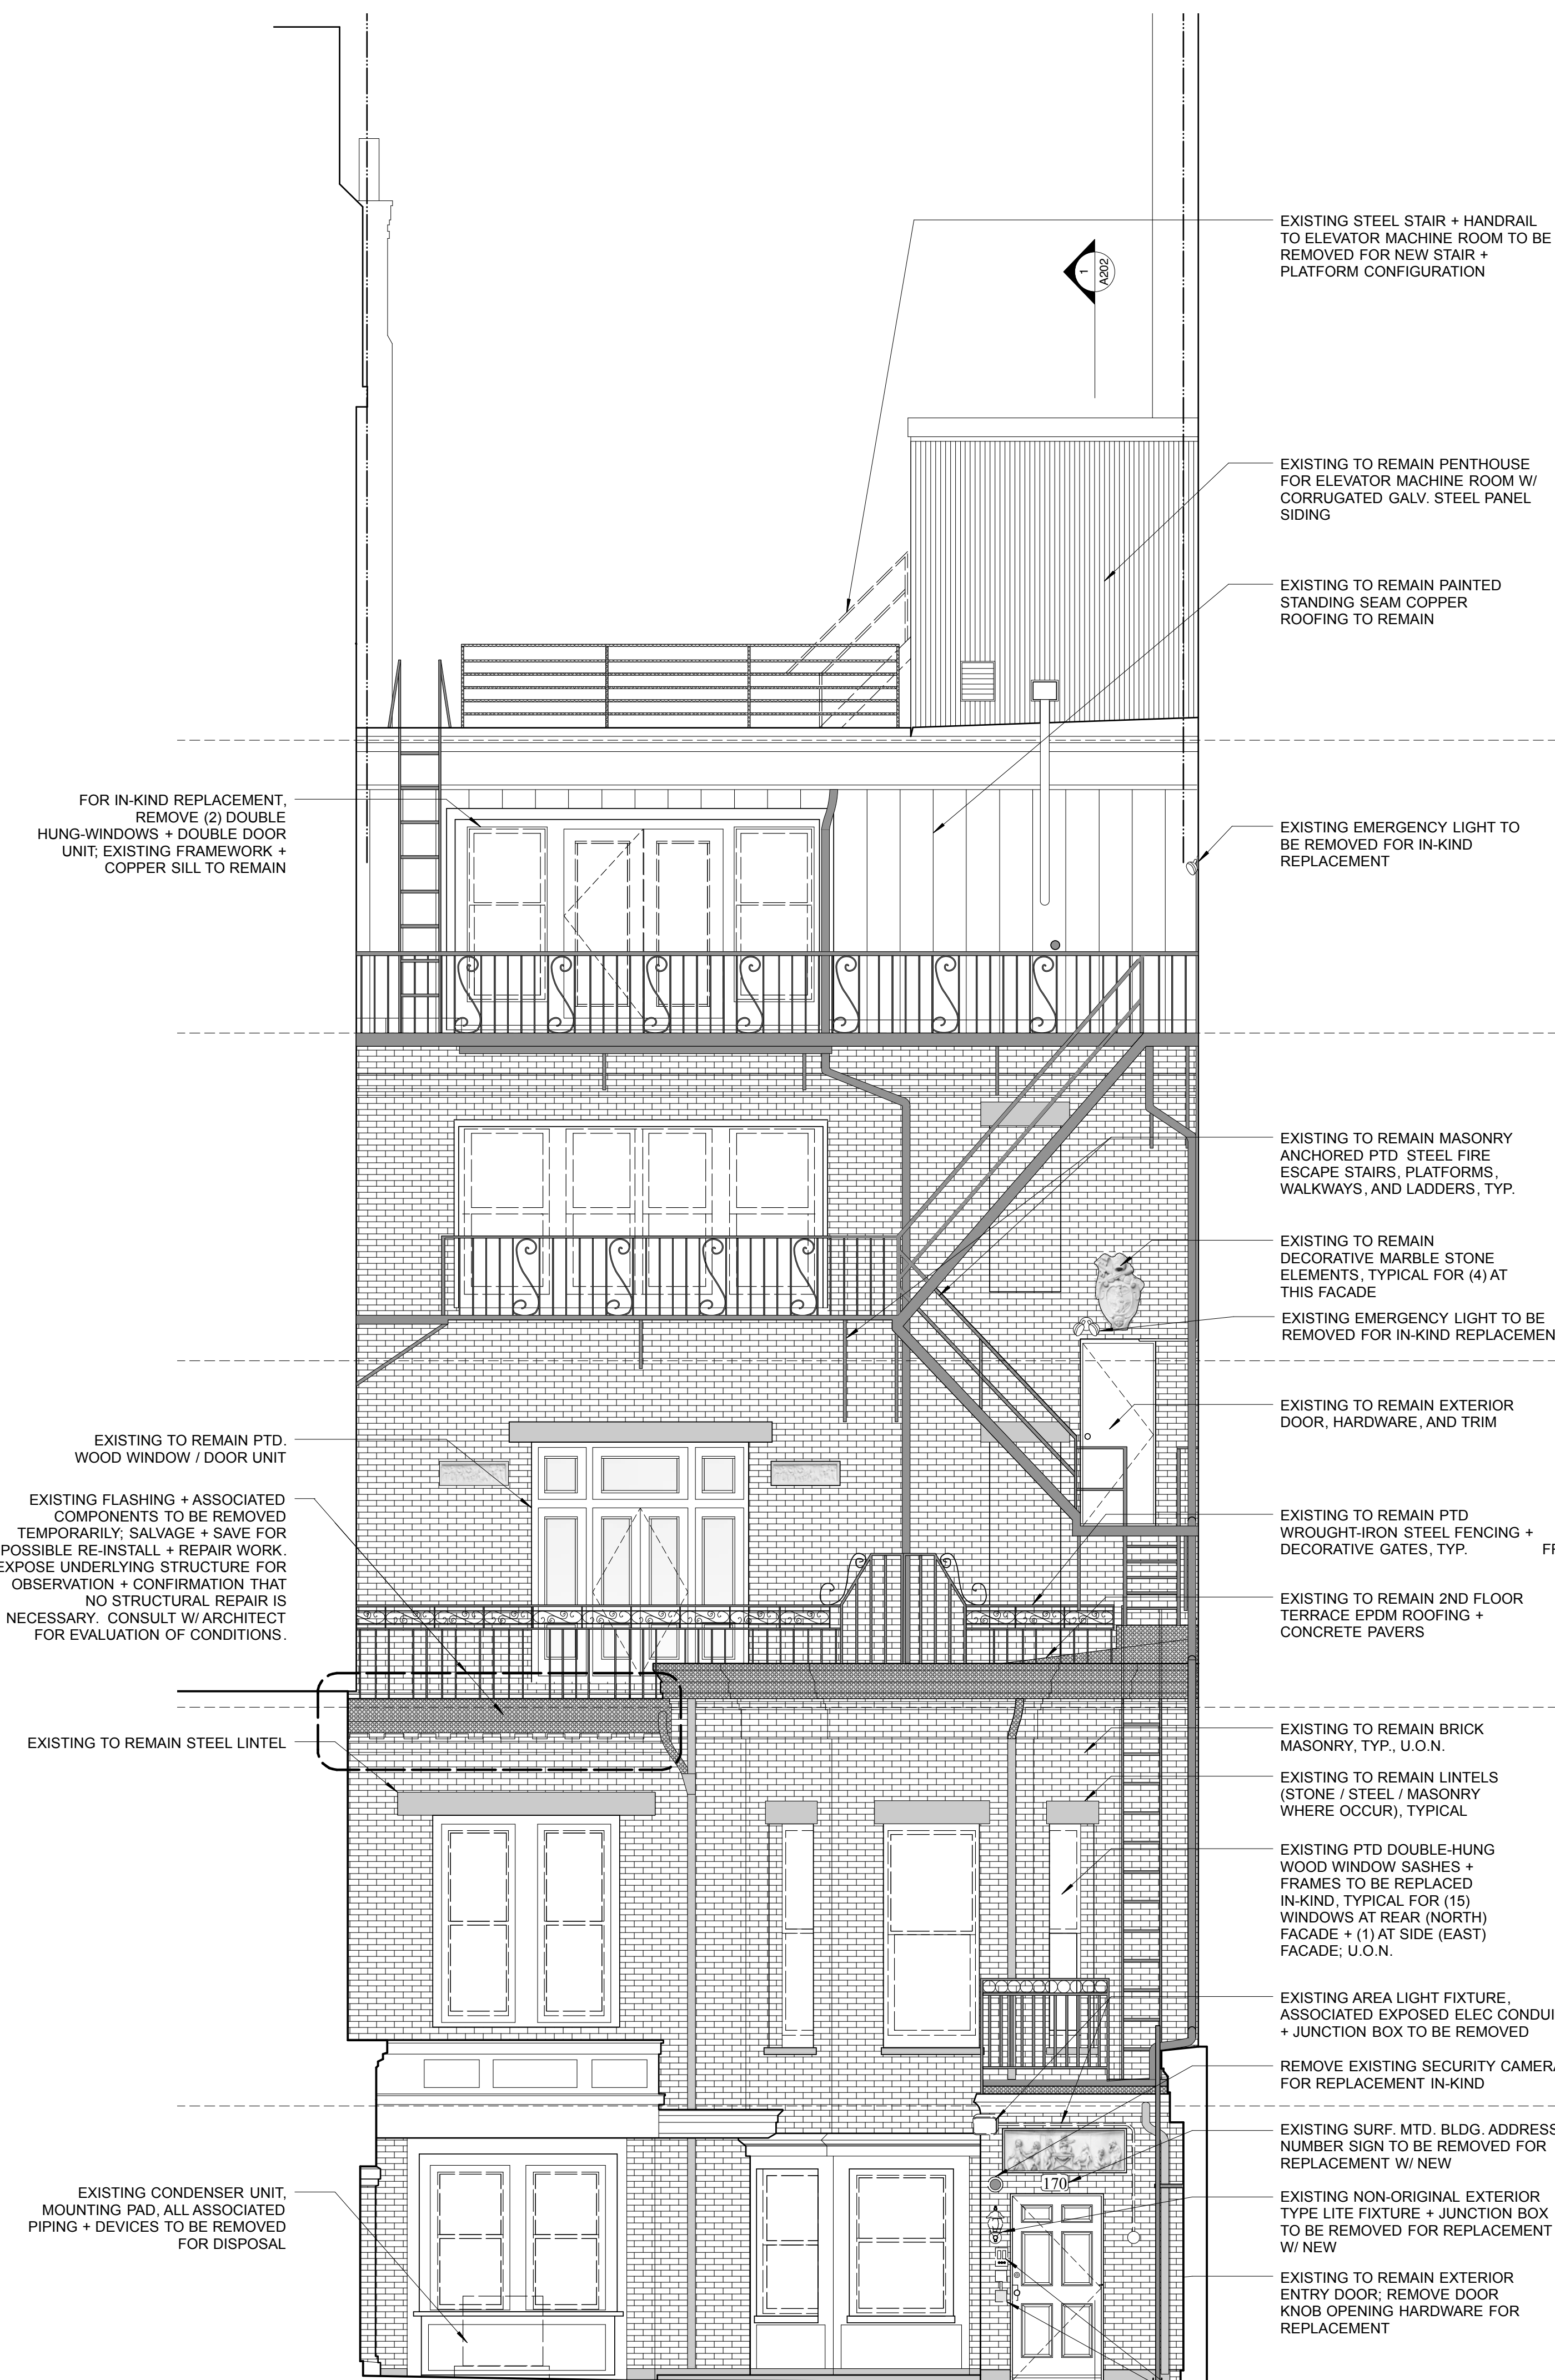 EXISTING STEEL STAIR + HANDRAIL
TO ELEVATOR MACHINE ROOM TO BE
REMOVED FOR NEW STAIR +
PLATFORM CONFIGURATION
1
A202
EXISTING TO REMAIN PENTHOUSE
FOR ELEVATOR MACHINE ROOM W/
CORRUGATED GALV. STEEL PANEL
SIDING
EXISTING TO REMAIN PAINTED
STANDING SEAM COPPER
ROOFING TO REMAIN
FOR IN-KIND REPLACEMENT,
REMOVE (2) DOUBLE
HUNG-WINDOWS + DOUBLE DOOR
UNIT; EXISTING FRAMEWORK +
COPPER SILL TO REMAIN
EXISTING EMERGENCY LIGHT TO
BE REMOVED FOR IN-KIND
REPLACEMENT
EXISTING TO REMAIN MASONRY
ANCHORED PTD STEEL FIRE
ESCAPE STAIRS, PLATFORMS,
WALKWAYS, AND LADDERS, TYP.
EXISTING TO REMAIN
DECORATIVE MARBLE STONE
ELEMENTS, TYPICAL FOR (4) AT
THIS FACADE
EXISTING EMERGENCY LIGHT TO BE
REMOVED FOR IN-KIND REPLACEMEN
EXISTING TO REMAIN EXTERIOR
DOOR, HARDWARE, AND TRIM
EXISTING TO REMAIN PTD.
WOOD WINDOW / DOOR UNIT
EXISTING FLASHING + ASSOCIATED
COMPONENTS TO BE REMOVED
TEMPORARILY; SALVAGE + SAVE FOR
POSSIBLE RE-INSTALL + REPAIR WORK.
EXPOSE UNDERLYING STRUCTURE FOR
OBSERVATION + CONFIRMATION THAT
NO STRUCTURAL REPAIR IS
NECESSARY. CONSULT W/ ARCHITECT
FOR EVALUATION OF CONDITIONS.
EXISTING TO REMAIN PTD
WROUGHT-IRON STEEL FENCING +
DECORATIVE GATES, TYP. FR
EXISTING TO REMAIN 2ND FLOOR
TERRACE EPDM ROOFING +
CONCRETE PAVERS
EXISTING TO REMAIN STEEL LINTEL
EXISTING TO REMAIN BRICK
MASONRY, TYP., U.O.N.
EXISTING TO REMAIN LINTELS
(STONE / STEEL / MASONRY
WHERE OCCUR), TYPICAL
EXISTING PTD DOUBLE-HUNG
WOOD WINDOW SASHES +
FRAMES TO BE REPLACED
IN-KIND, TYPICAL FOR (15)
WINDOWS AT REAR (NORTH)
FACADE + (1) AT SIDE (EAST)
FACADE; U.O.N.
EXISTING AREA LIGHT FIXTURE,
ASSOCIATED EXPOSED ELEC CONDUI
+ JUNCTION BOX TO BE REMOVED
REMOVE EXISTING SECURITY CAMERA
FOR REPLACEMENT IN-KIND
EXISTING SURF. MTD. BLDG. ADDRESS
NUMBER SIGN TO BE REMOVED FOR
REPLACEMENT W/ NEW
170
EXISTING CONDENSER UNIT,
MOUNTING PAD, ALL ASSOCIATED
PIPING + DEVICES TO BE REMOVED
FOR DISPOSAL
EXISTING NON-ORIGINAL EXTERIOR
TYPE LITE FIXTURE + JUNCTION BOX
TO BE REMOVED FOR REPLACEMENT
W/ NEW
EXISTING TO REMAIN EXTERIOR
ENTRY DOOR; REMOVE DOOR
KNOB OPENING HARDWARE FOR
REPLACEMENT